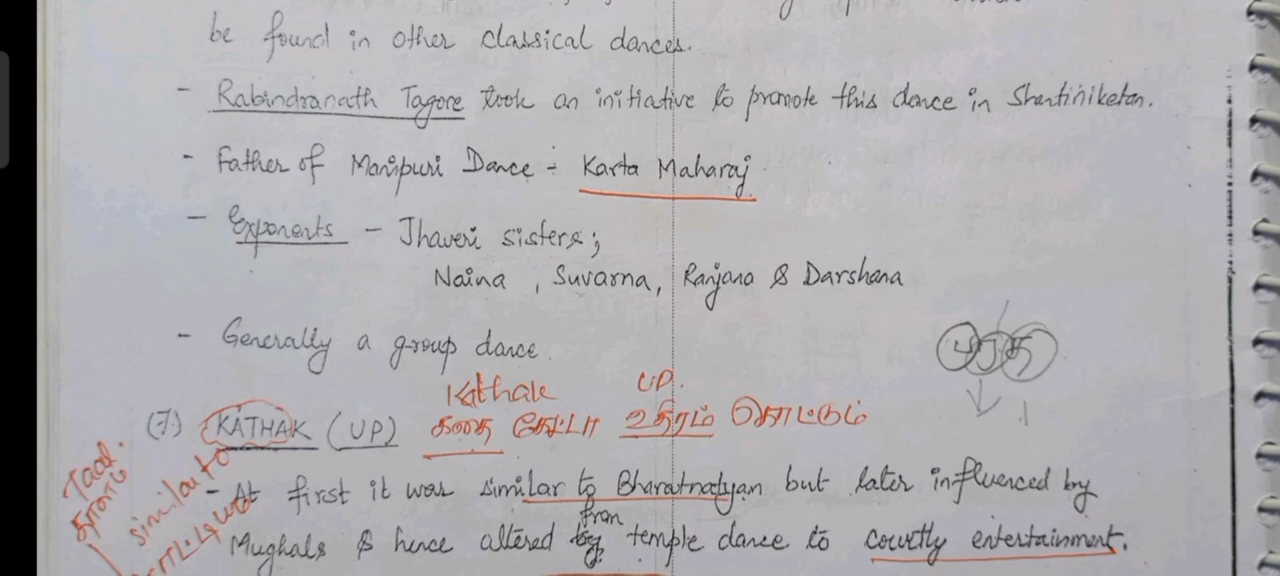 be found in other classical dances.
- Rabindranath Tagore took an initiative to promote this dance in Shantiniketan.
- Father of Manipuri Dance - Karta Maharaj
- Exponents - Jhaveri sisters;
Naina, Suvarna, Ranjana & Darshana
- Generally a group dance.
Kathak UP.
(7.) KATHAK (UP) கதை கேட்டா உதிரம் கொட்டும்
Taal.
similar to
- At first it was similar to Bharatnatyam but later influenced by
from
Mughals & hence altered temple dance to courtly entertainment.